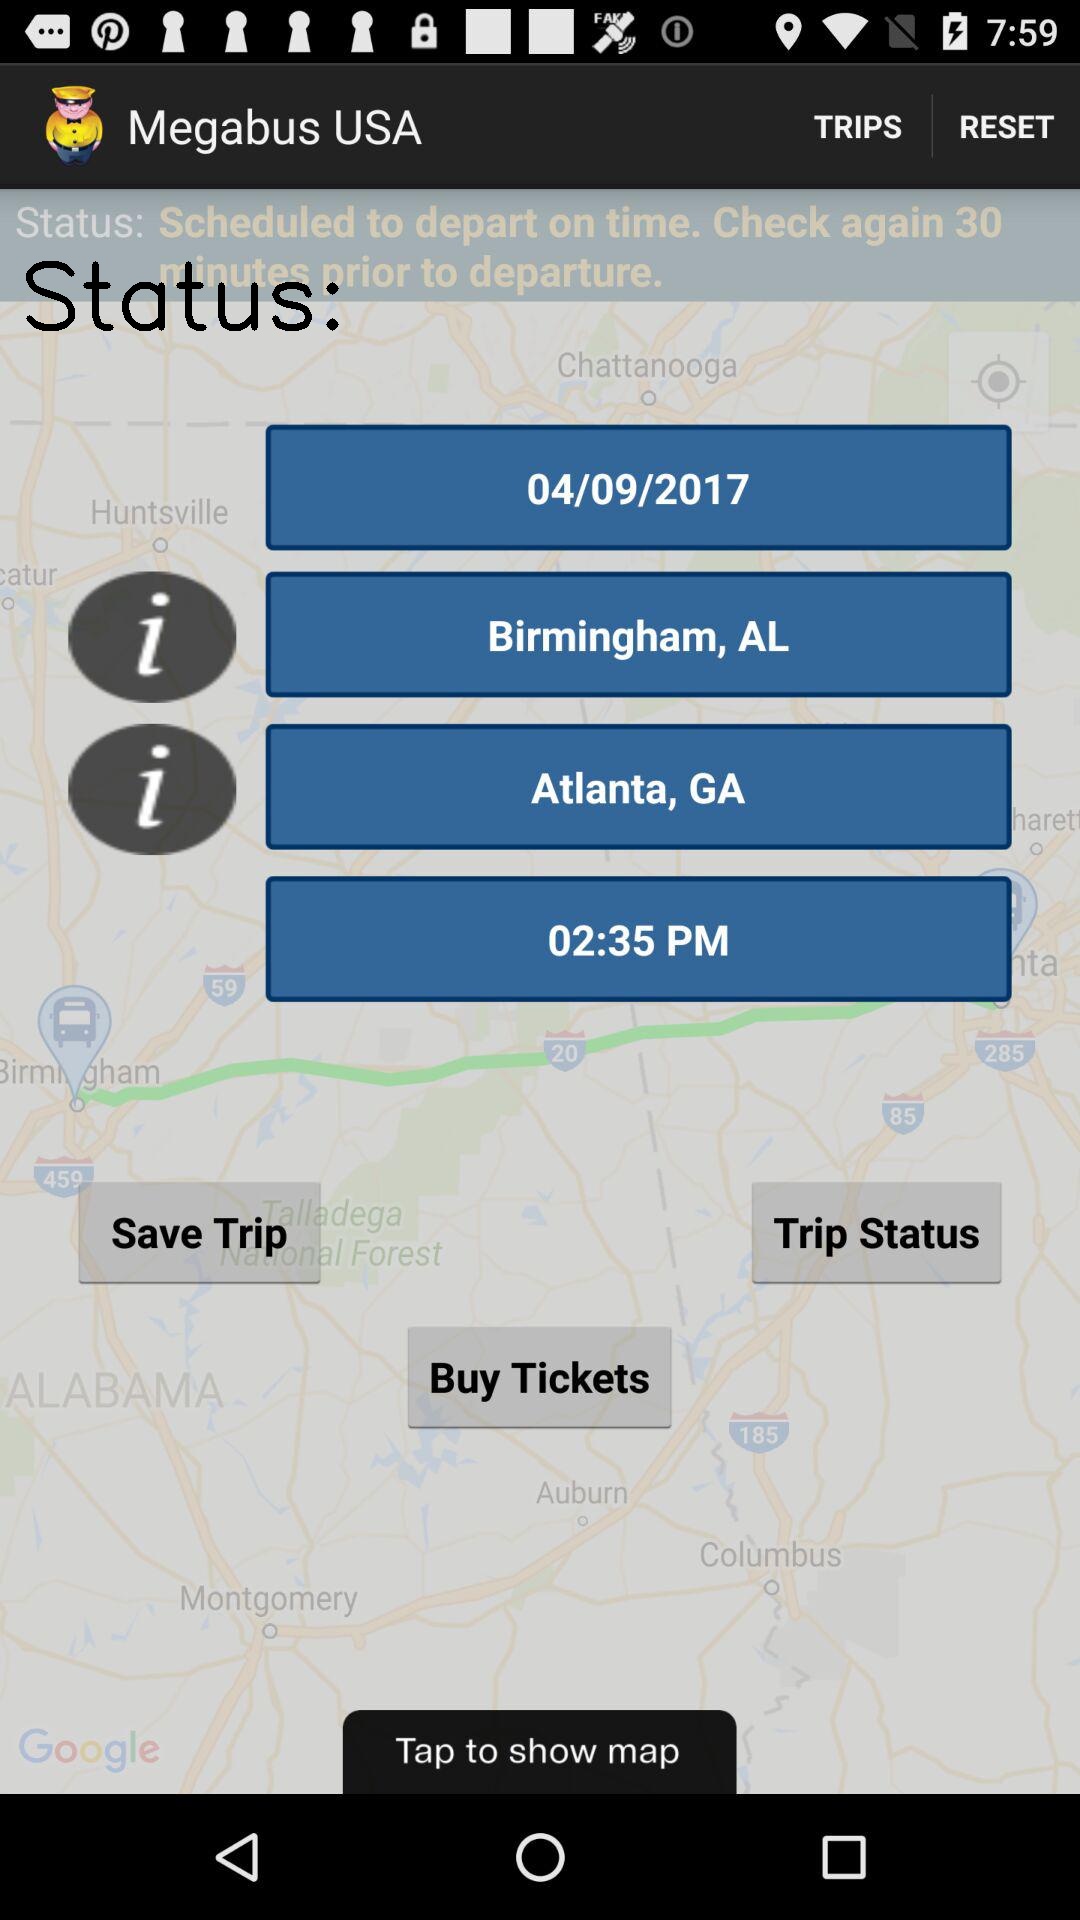 FAK
7:59
Megabus USA
TRIPS
RESET
Status: Scheduled to depart on time. Check again 30
minutes prior to departure.
Status:
Chattanooga
04/09/2017
Huntsville
catur
i
Birmingham, AL
i
Atlanta, GA
harett
02:35 PM
nta
59
20
285
Birmingham
85
459
Talladega
National Forest
Save Trip
Trip Status
Buy Tickets
ALABAMA
185
Auburn
Columbus
Montgomery
Google
Tap to show map